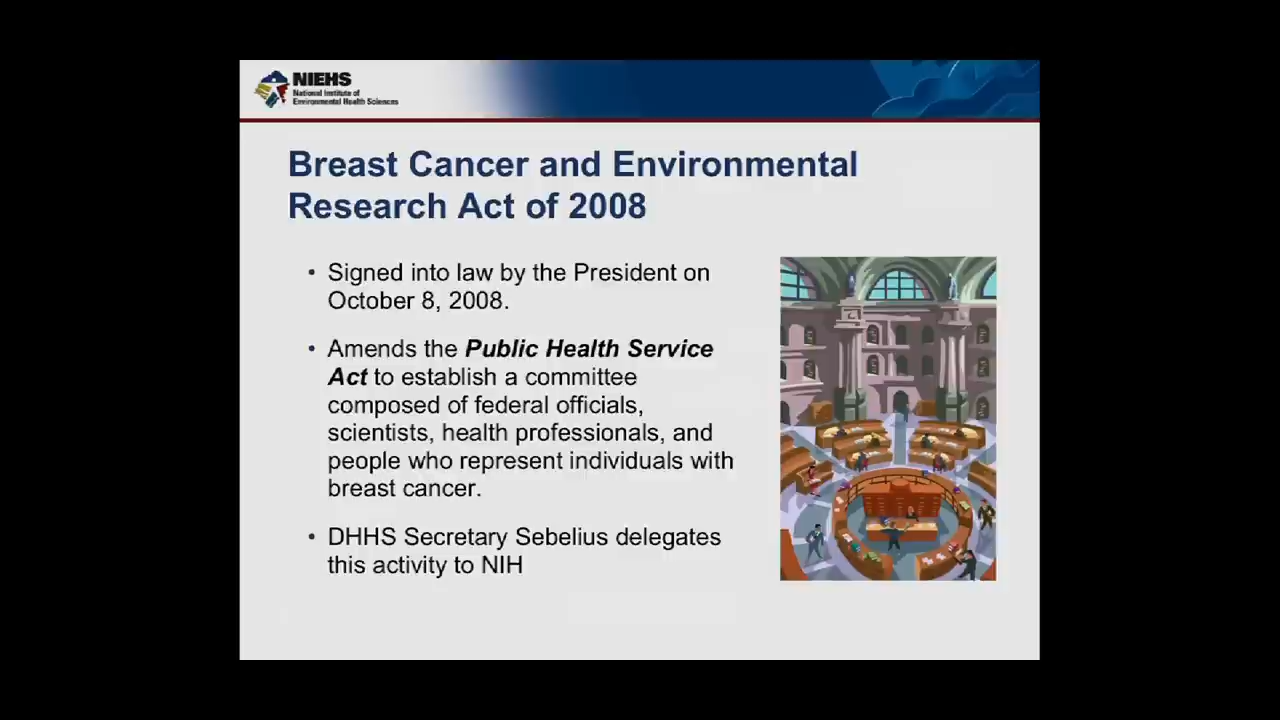 NIEHS
National Institute of
Environmental Health Sciences
Breast Cancer and Environmental
Research Act of 2008
• Signed into law by the President on
October 8, 2008.
• Amends the Public Health Service
Act to establish a committee
composed of federal officials,
scientists, health professionals, and
people who represent individuals with
breast cancer.
• DHHS Secretary Sebelius delegates
this activity to NIH